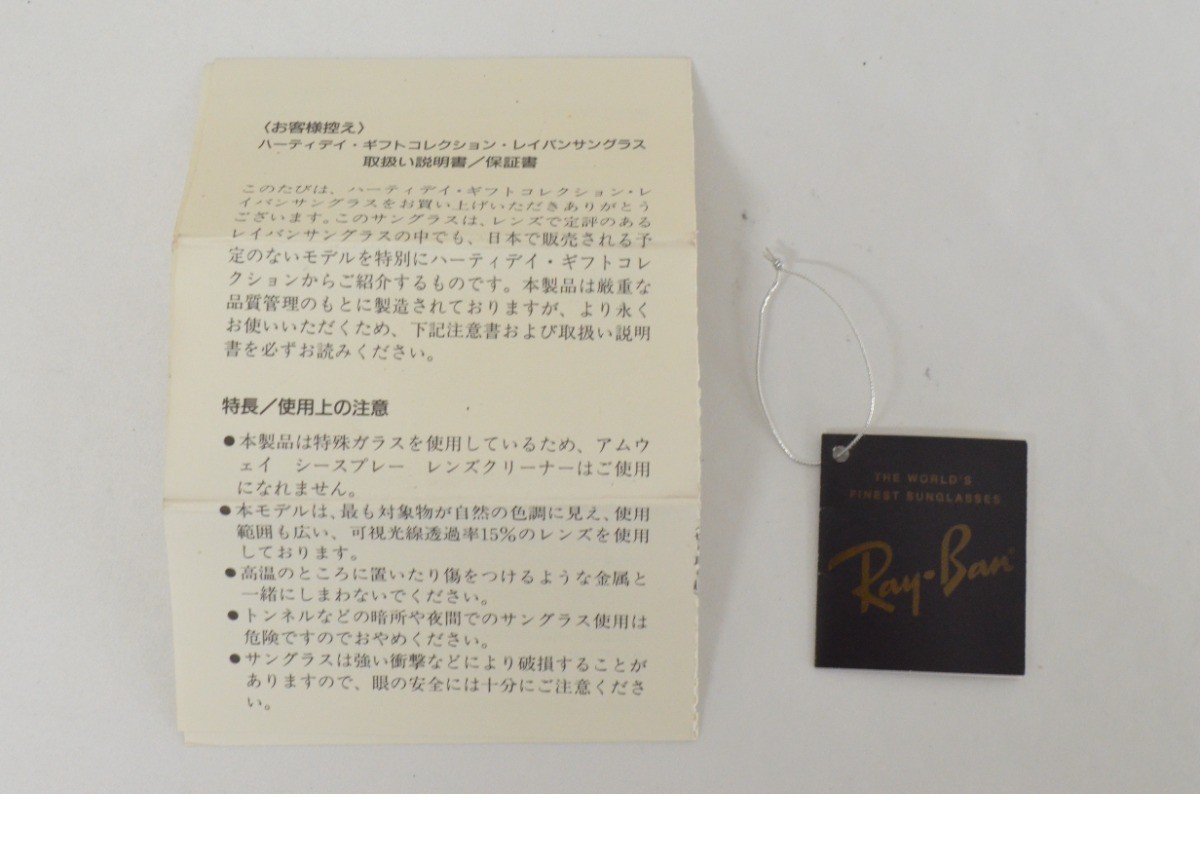 〈お客様控え〉
ハーティデイ・ギフトコレクション・レイバンサングラス
取扱い説明書／保証書
このたびは、ハーティデイ・ギフトコレクション・レ
イバンサングラスをお買い上げいただきありがとう
ございます。このサングラスは、レンズで定評のある
レイバンサングラスの中でも、日本で販売される予
定のないモデルを特別にハーティデイ・ギフトコレ
クションからご紹介するものです。本製品は厳重な
品質管理のもとに製造されておりますが、より永く
お使いいただくため、下記注意書および取扱い説明
書を必ずお読みください。
特長／使用上の注意
●本製品は特殊ガラスを使用しているため、アムウ
ェイ　シースプレー　レンズクリーナーはご使用
になれません。
●本モデルは、最も対象物が自然の色調に見え、使用
範囲も広い、可視光線透過率15%のレンズを使用
しております。
●高温のところに置いたり傷をつけるような金属と
一緒にしまわないでください。
●トンネルなどの暗所や夜間でのサングラス使用は
危険ですのでおやめください。
●サングラスは強い衝撃などにより破損することが
ありますので、眼の安全には十分にご注意くださ
い。
THE WORLD'S
FINEST SUNGLASSES
Ray-Ban